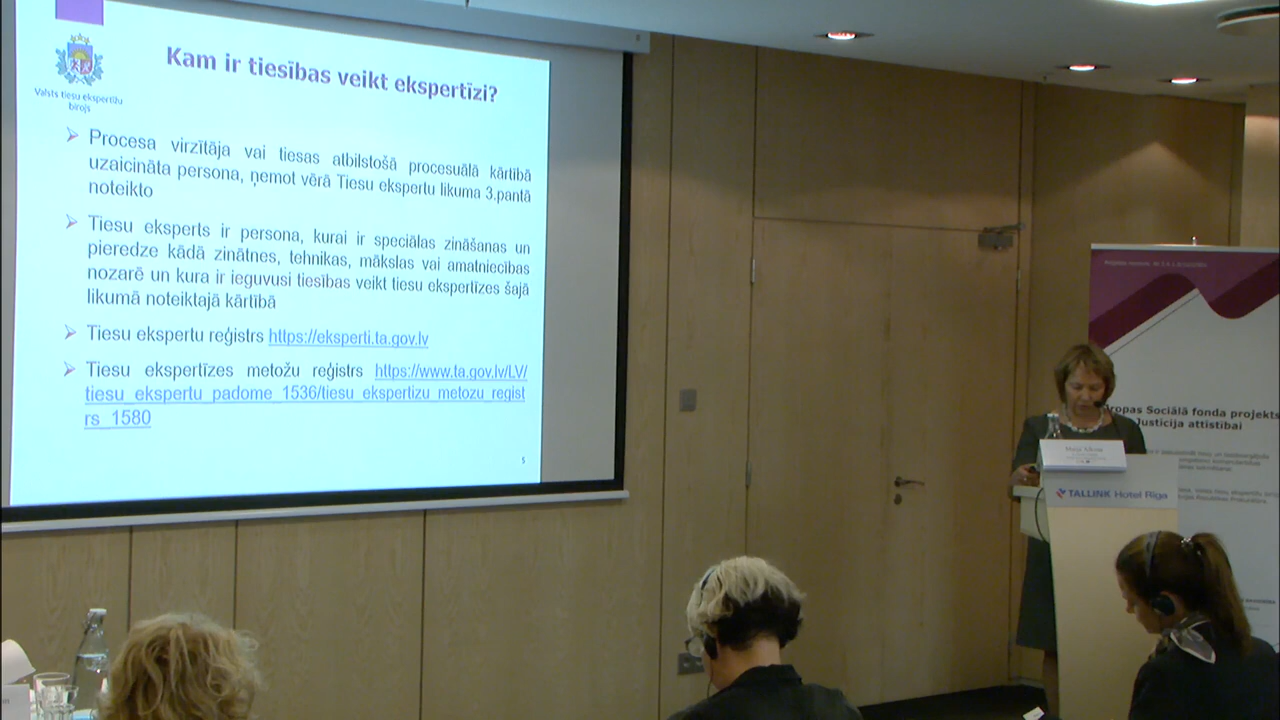 Valsts tiesu ekspertīžu
birojs
Kam ir tiesības veikt ekspertīzi?
Procesa virzītāja vai tiesas atbilstošā procesuālā kārtībā
uzaicināta persona, ņemot vērā Tiesu ekspertu likuma 3.pantā
noteikto
Tiesu eksperts ir persona, kurai ir speciālas zināšanas un
pieredze kādā zinātnes, tehnikas, mākslas vai amatniecības
nozarē un kura ir ieguvusi tiesības veikt tiesu ekspertīzes šajā
likumā noteiktajā kārtībā
Tiesu ekspertu reģistrs https://eksperti.ta.gov.lv
Tiesu ekspertīzes metožu reģistrs https://www.ta.gov.lv/LV/
tiesu_ekspertu_padome_1536/tiesu_ekspertizu_metozu_regist
rs_1580
5
ropas Sociālā fonda projekts
Justīcija attīstībai
TALLINK Hotel Riga